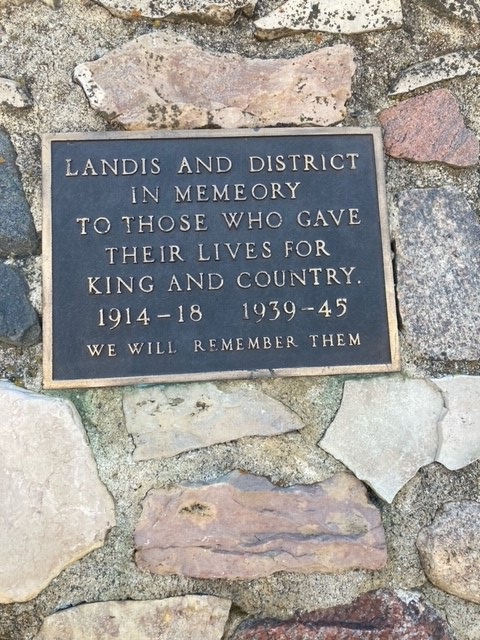 LANDIS AND DISTRICT
IN MEMEORY
TO THOSE WHO GAVE
THEIR LIVES FOR
KING AND COUNTRY.
1914-18 1939-45
WE WILL REMEMBER THEM